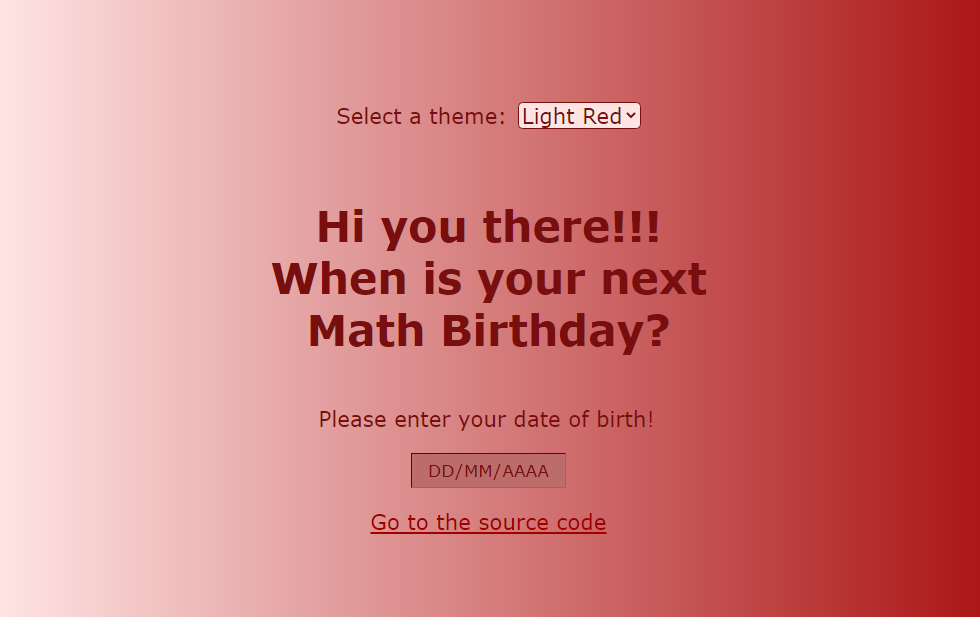 Select a theme: Light Red
Hi you there!!!
When is your next
Math Birthday?
Please enter your date of birth!
DD/MM/AAAA
Go to the source code